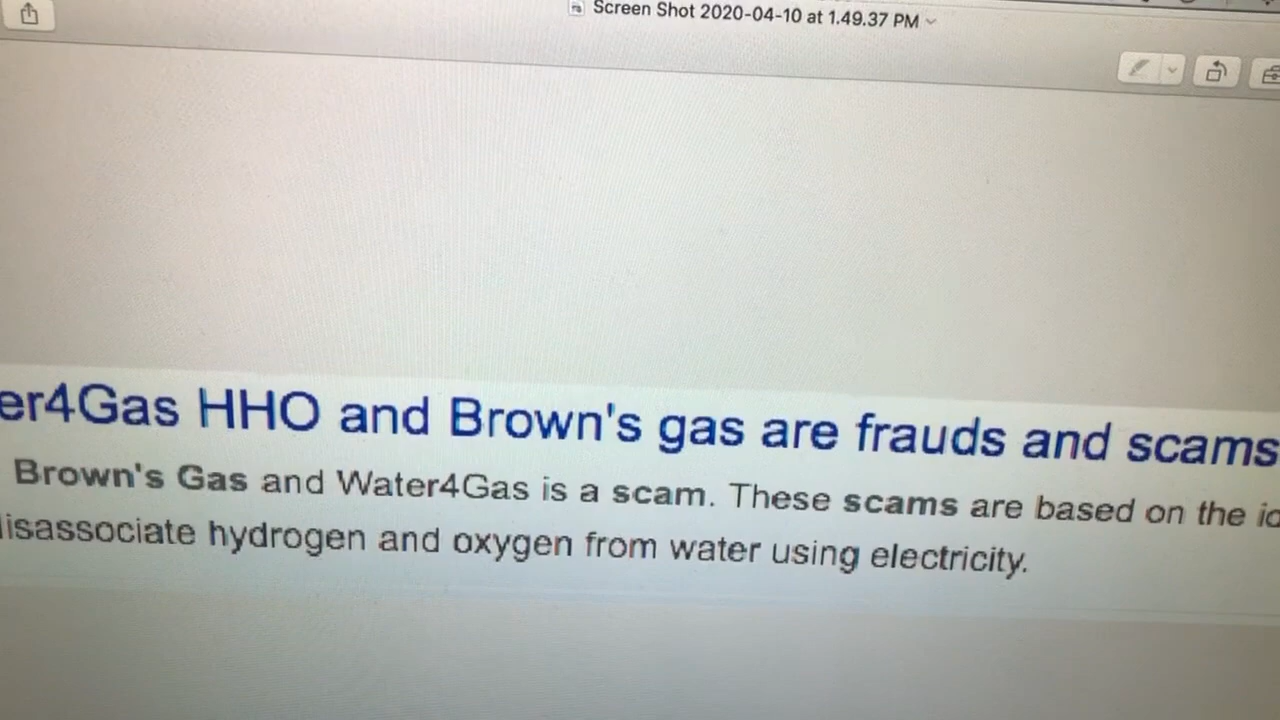 Screen Shot 2020-04-10 at 1.49.37 PM
er4Gas HHO and Brown's gas are frauds and scams
Brown's Gas and Water4Gas is a scam. These scams are based on the
disassociate hydrogen and oxygen from water using electricity.